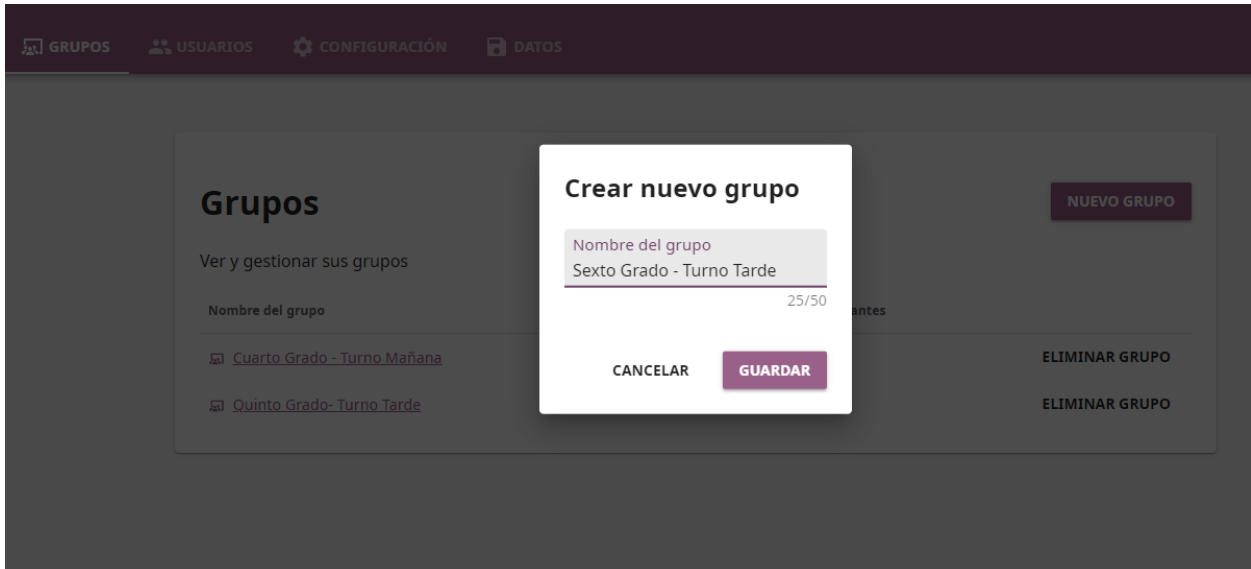 GRUPOS USUARIOS CONFIGURACIÓN DATOS
Grupos
NUEVO GRUPO
Ver y gestionar sus grupos
Nombre del grupo antes
Cuarto Grado - Turno Mañana ELIMINAR GRUPO
Quinto Grado- Turno Tarde ELIMINAR GRUPO
Crear nuevo grupo
Nombre del grupo
Sexto Grado - Turno Tarde
25/50
CANCELAR GUARDAR